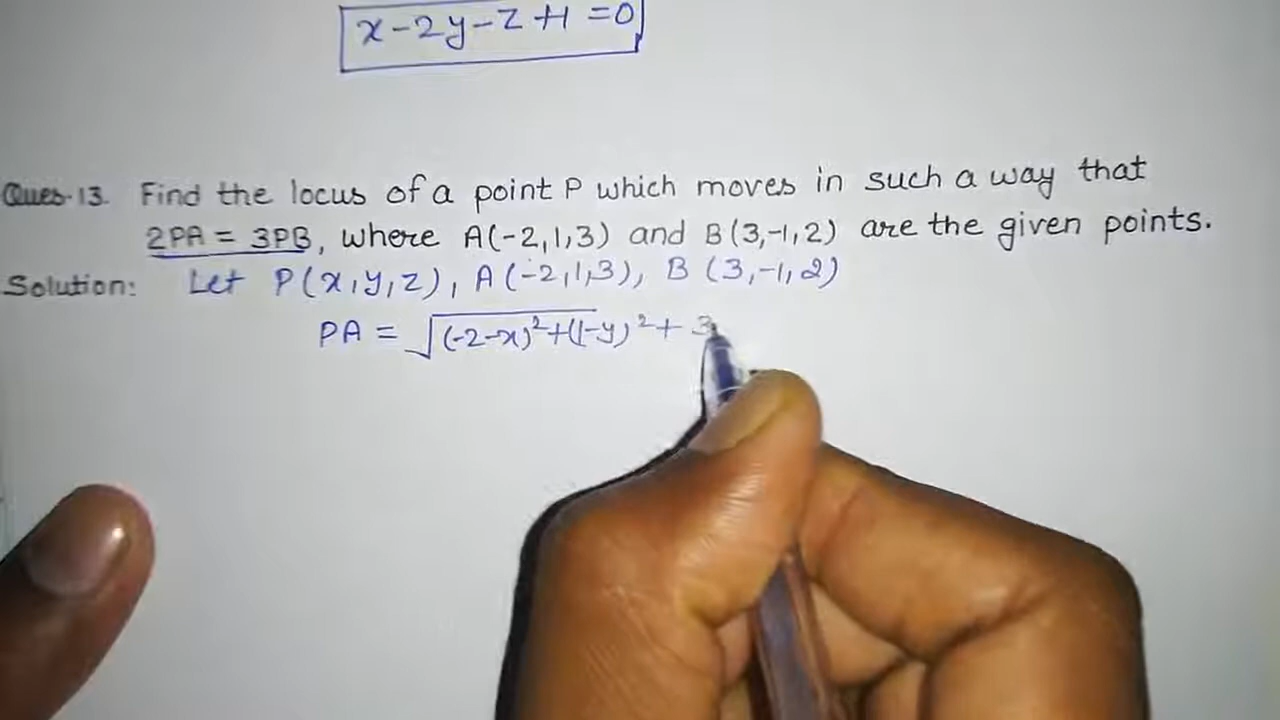 x-2y-z+1=0
Ques-13. Find the locus of a point P which moves in such a way that
2PA = 3PB, where A(-2,1,3) and B(3,-1,2) are the given points.
Solution: Let P(x,y,z), A(-2,1,3), B(3,-1,2)
PA = √(-2-x)²+(1-y)²+ 3